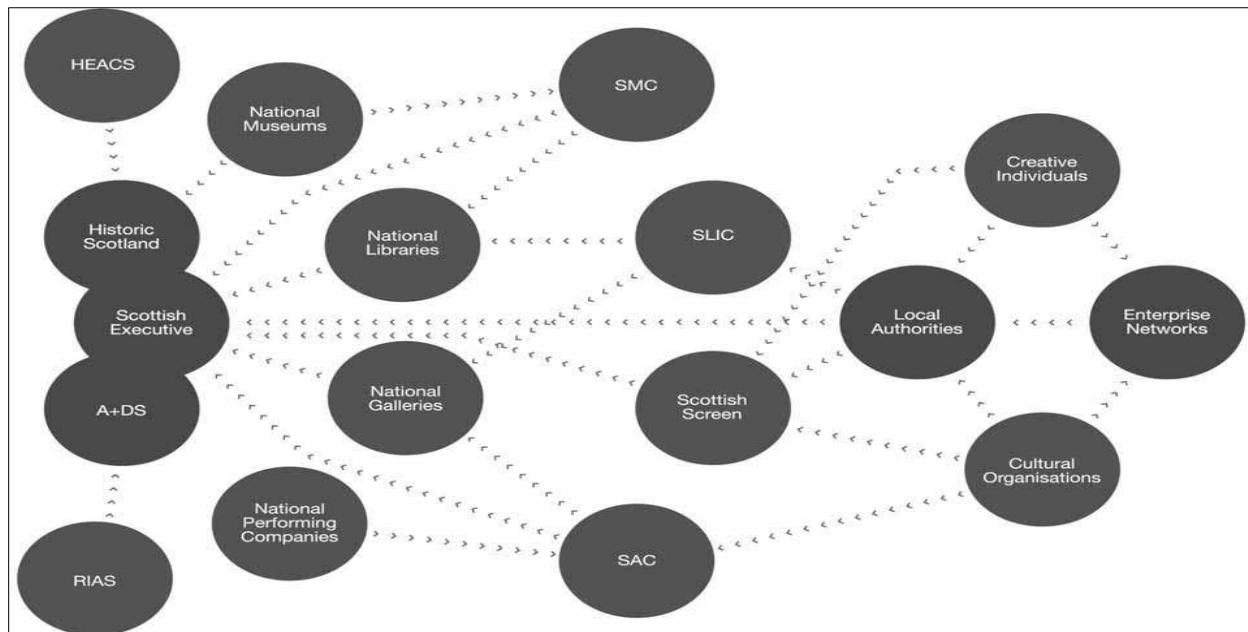 HEACS
National
Museums
SMC
Creative
Individuals
Historic
Scotland
National
Libraries
SLIC
Scottish
Executive
Local
Authorities
Enterprise
Networks
A+DS
National
Galleries
Scottish
Screen
Cultural
Organisations
National
Performing
Companies
SAC
RIAS